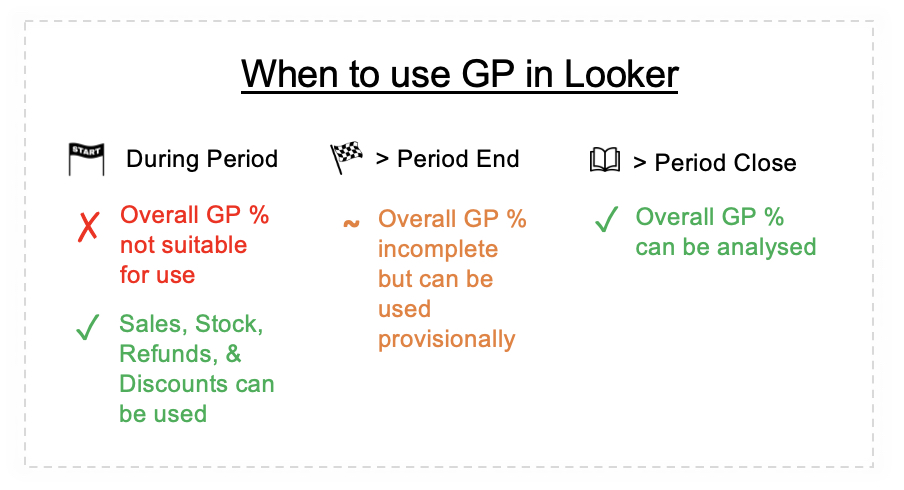 When to use GP in Looker
START
During Period
✗ Overall GP %
not suitable
for use
✓ Sales, Stock,
Refunds, &
Discounts can
be used
> Period End
~ Overall GP %
incomplete
but can be
used
provisionally
> Period Close
✓ Overall GP %
can be analysed